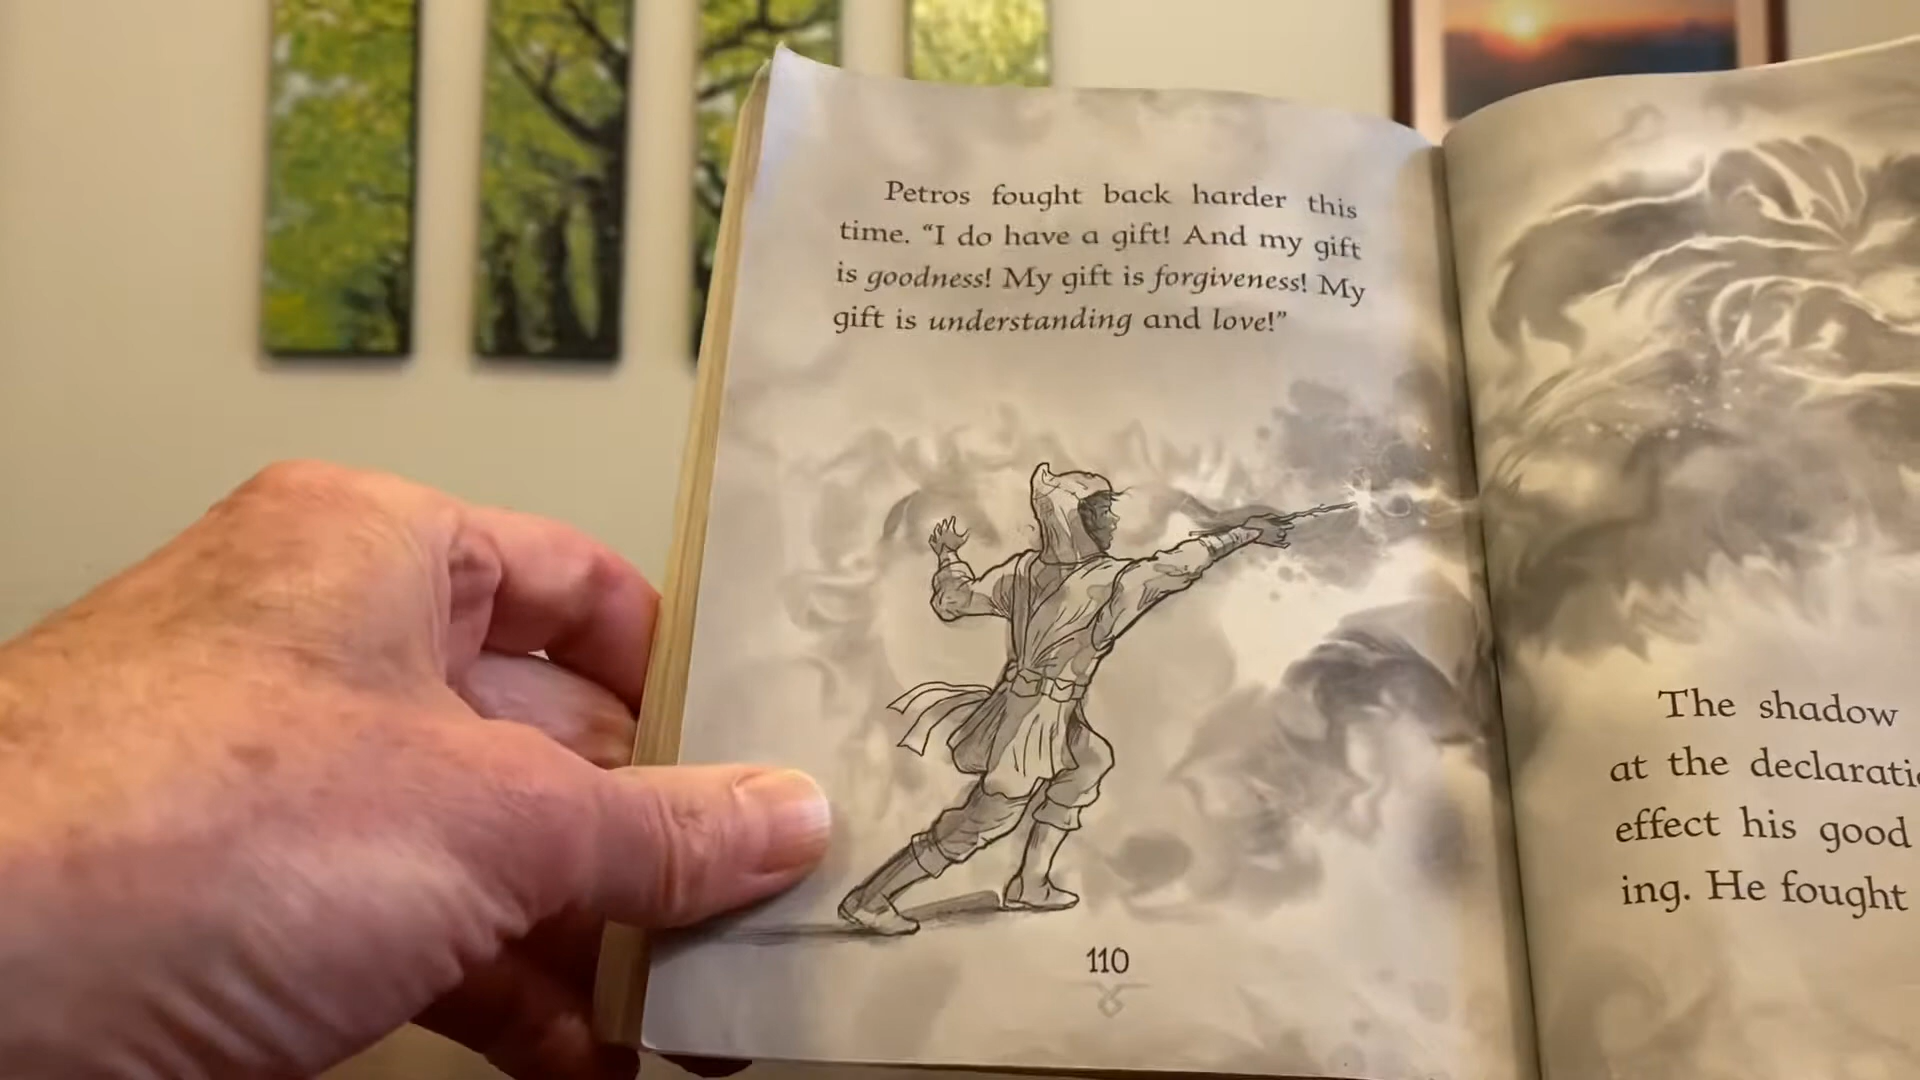 Petros fought back harder this
time. “I do have a gift! And my gift
is goodness! My gift is forgiveness! My
gift is understanding and love!”
110
The shadow
at the
effect his good
ing. He fought